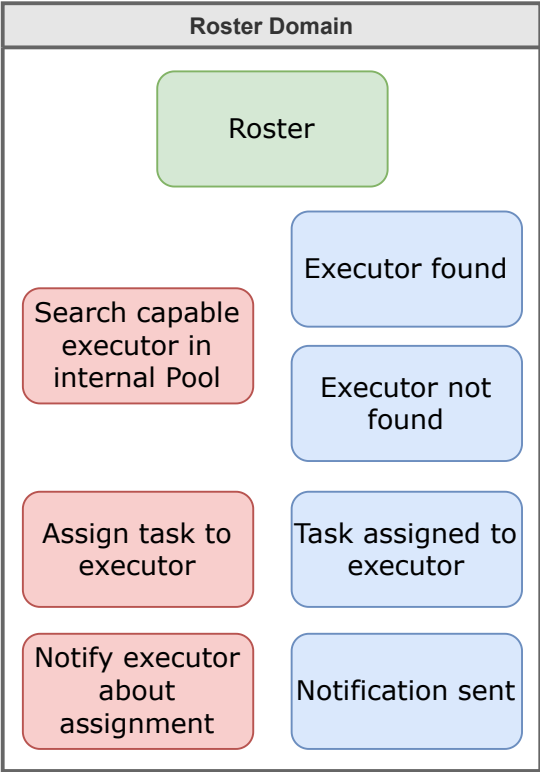 Roster Domain
Roster
Search capable
executor in
internal Pool
Executor found
Executor not
found
Assign task to
executor
Task assigned to
executor
Notify executor
about
assignment
Notification sent